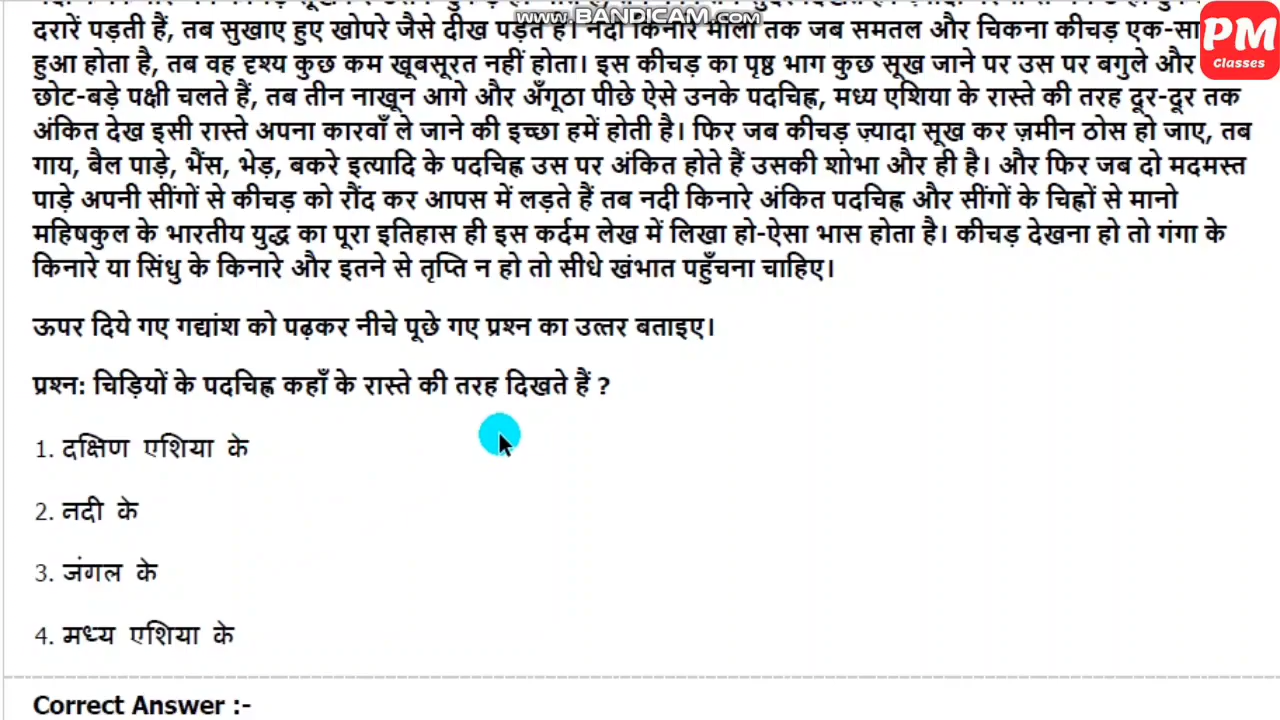 www.BANDICAM.com
दरारें पड़ती हैं, तब सुखाए हुए खोपरे जैसे दीख पड़ते हैं। नदी किनारे मीलों तक जब समतल और चिकना कीचड़ एक-सा
PM
हुआ होता है, तब वह दृश्य कुछ कम खूबसूरत नहीं होता। इस कीचड़ का पृष्ठ भाग कुछ सूख जाने पर उस पर बगुले और
Classes
छोट-बड़े पक्षी चलते हैं, तब तीन नाखून आगे और अँगूठा पीछे ऐसे उनके पदचिह्न, मध्य एशिया के रास्ते की तरह दूर-दूर तक
अंकित देख इसी रास्ते अपना कारवाँ ले जाने की इच्छा हमें होती है। फिर जब कीचड़ ज़्यादा सूख कर ज़मीन ठोस हो जाए, तब
गाय, बैल पाड़े, भैंस, भेड़, बकरे इत्यादि के पदचिह्न उस पर अंकित होते हैं उसकी शोभा और ही है। और फिर जब दो मदमस्त
पाड़े अपनी सींगों से कीचड़ को रौंद कर आपस में लड़ते हैं तब नदी किनारे अंकित पदचिह्न और सींगों के चिह्नों से मानो
महिषकुल के भारतीय युद्ध का पूरा इतिहास ही इस कर्दम लेख में लिखा हो-ऐसा भास होता है। कीचड़ देखना हो तो गंगा के
किनारे या सिंधु के किनारे और इतने से तृप्ति न हो तो सीधे खंभात पहुँचना चाहिए।
ऊपर दिये गए गद्यांश को पढ़कर नीचे पूछे गए प्रश्न का उत्तर बताइए।
प्रश्न: चिड़ियों के पदचिह्न कहाँ के रास्ते की तरह दिखते हैं ?
1. दक्षिण एशिया के
2. नदी के
3. जंगल के
4. मध्य एशिया के
Correct Answer :-